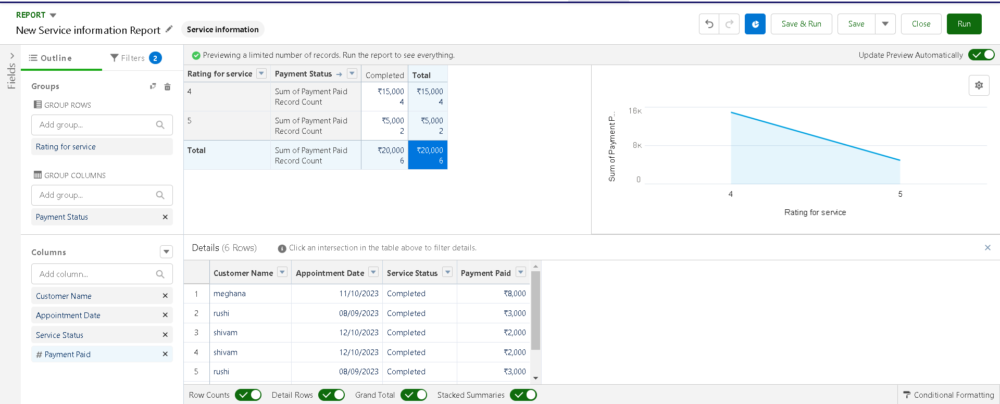 REPORT
New Service information Report
Service information
Save & Run
Save
Close
Run
Fields
Outline
Filters 2
Previewing a limited number of records. Run the report to see everything.
Update Preview Automatically
Groups
GROUP ROWS
Add group...
Rating for service
GROUP COLUMNS
Add group...
Payment Status
Columns
Add column...
Customer Name
Appointment Date
Service Status
# Payment Paid
Rating for service Payment Status → Completed Total
4 Sum of Payment Paid ₹15,000 ₹15,000
Record Count 4 4
5 Sum of Payment Paid ₹5,000 ₹5,000
Record Count 2 2
Total Sum of Payment Paid ₹20,000 ₹20,000
Record Count 6 6
Sum of Payment P...
16K
8K
0
4 5
Rating for service
Details (6 Rows)
Click an intersection in the table above to filter details.
Customer Name Appointment Date Service Status Payment Paid
1 meghana 11/10/2023 Completed ₹8,000
2 rushi 08/09/2023 Completed ₹3,000
3 shivam 12/10/2023 Completed ₹2,000
4 shivam 12/10/2023 Completed ₹2,000
5 rushi 08/09/2023 Completed ₹3,000
Row Counts
Detail Rows
Grand Total
Stacked Summaries
Conditional Formatting